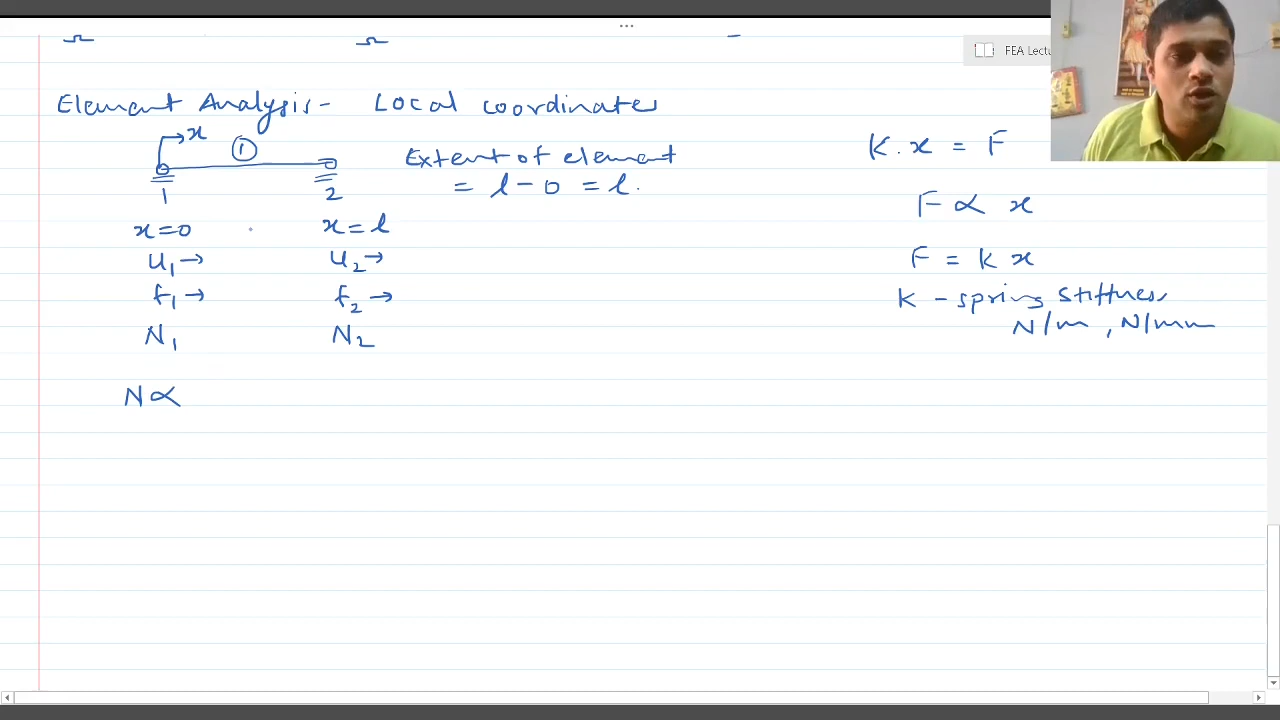 FEA Lectu
Element Analysis - Local coordinates
x
1
1 2
Extent of element
= l - 0 = l.
x=0 x=l
u₁→ u₂→
f₁→ f₂→
N₁ N₂
N∝
K.x = F
F ∝ x
F = K x
K - spring stiffness
N/m, N/mm